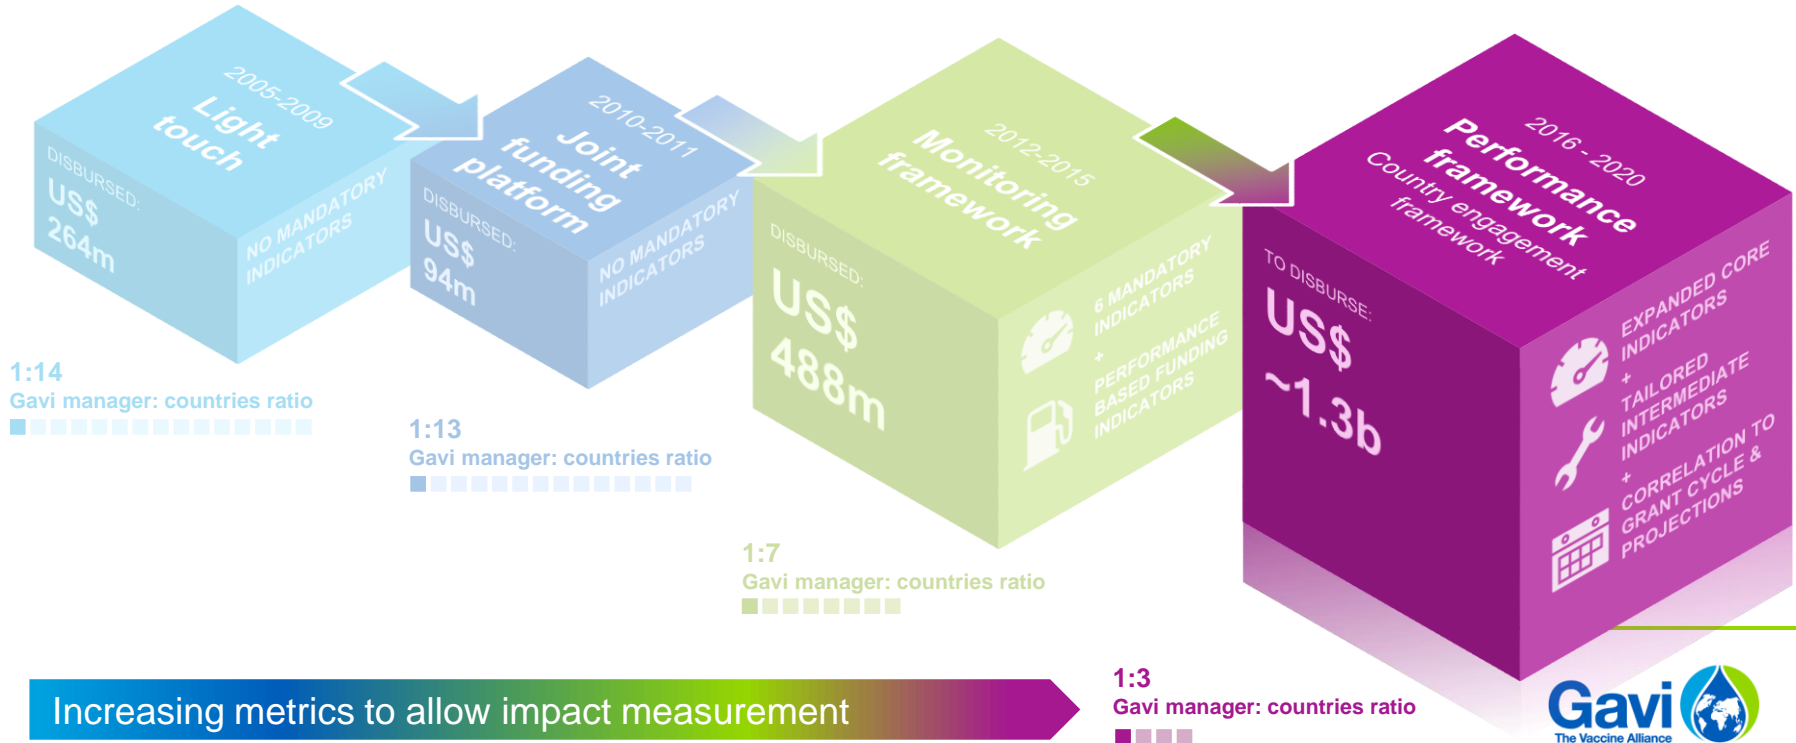 2005-2009
Light
touch
DISBURSED:
US$
264m
NO MANDATORY
INDICATORS
1:14
Gavi manager: countries ratio
2010-2011
Joint
funding
platform
DISBURSED:
US$
94m
NO MANDATORY
INDICATORS
1:13
Gavi manager: countries ratio
2012-2015
Monitoring
framework
DISBURSED:
US$
488m
6 MANDATORY
INDICATORS
+
PERFORMANCE
BASED FUNDING
INDICATORS
1:7
Gavi manager: countries ratio
2016 - 2020
Performance
framework
Country engagement
framework
TO DISBURSE:
US$
~1.3b
EXPANDED CORE
INDICATORS
+
TAILORED
INTERMEDIATE
INDICATORS
+
CORRELATION TO
GRANT CYCLE &
PROJECTIONS
1:3
Gavi manager: countries ratio
Increasing metrics to allow impact measurement
Gavi
The Vaccine Alliance